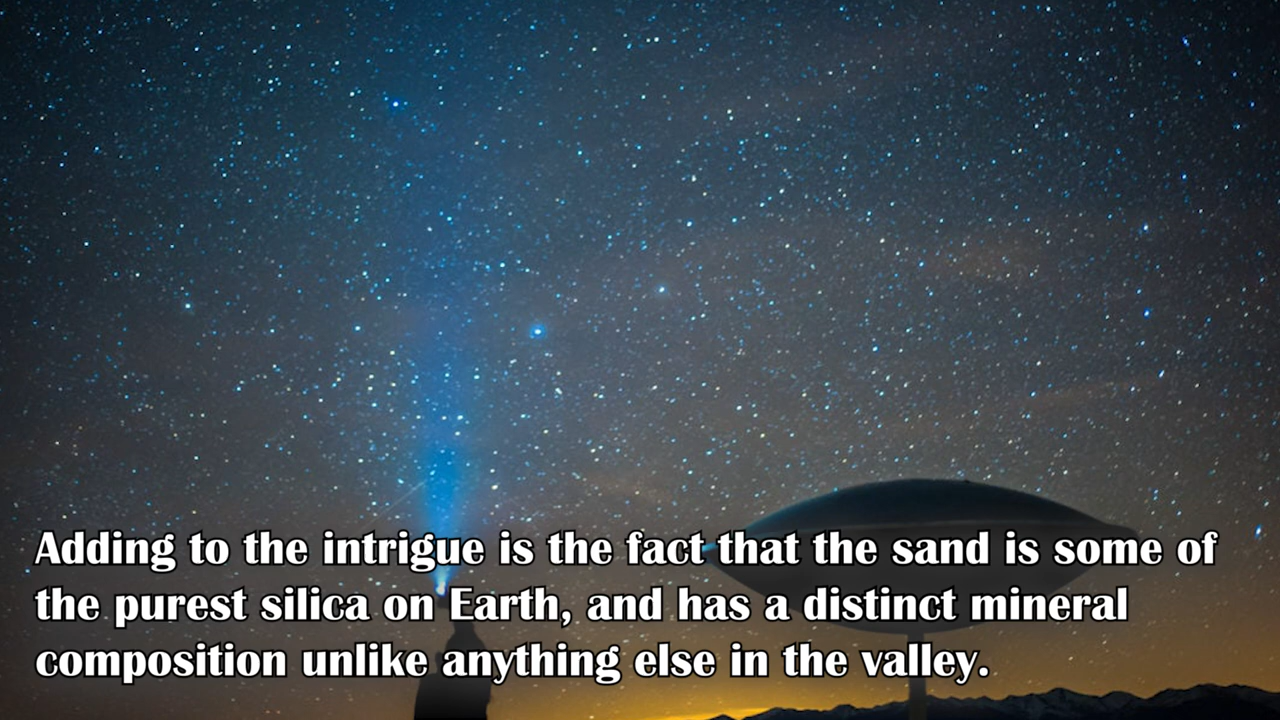 Adding to the intrigue is the fact that the sand is some of
the purest silica on Earth, and has a distinct mineral
composition unlike anything else in the valley.